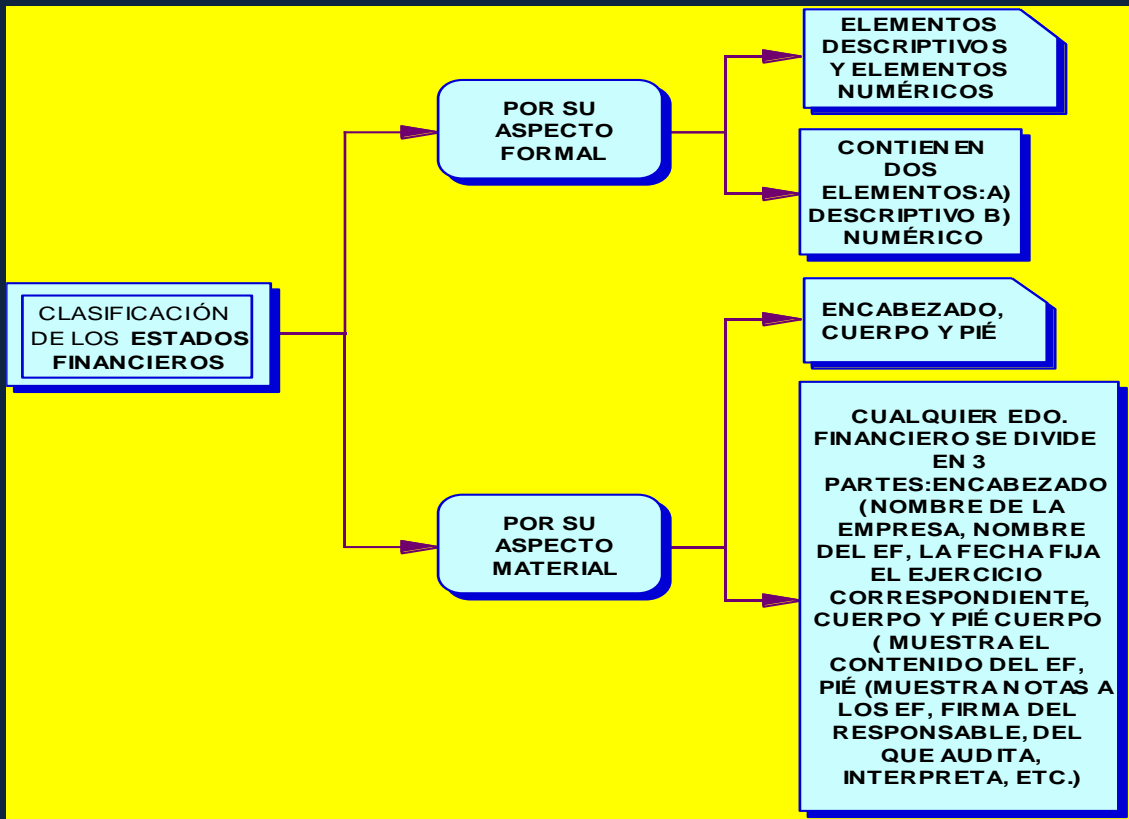 CLASIFICACIÓN
DE LOS ESTADOS
FINANCIEROS
POR SU
ASPECTO
FORMAL
ELEMENTOS
DESCRIPTIVOS
Y ELEMENTOS
NUMÉRICOS
CONTIENEN
DOS
ELEMENTOS:A)
DESCRIPTIVO B)
NUMÉRICO
POR SU
ASPECTO
MATERIAL
ENCABEZADO,
CUERPO Y PIÉ
CUALQUIER EDO.
FINANCIERO SE DIVIDE
EN 3
PARTES:ENCABEZADO
(NOMBRE DE LA
EMPRESA, NOMBRE
DEL EF, LA FECHA FIJA
EL EJERCICIO
CORRESPONDIENTE,
CUERPO Y PIÉ CUERPO
( MUESTRA EL
CONTENIDO DEL EF,
PIÉ (MUESTRA NOTAS A
LOS EF, FIRMA DEL
RESPONSABLE, DEL
QUE AUDITA,
INTERPRETA, ETC.)